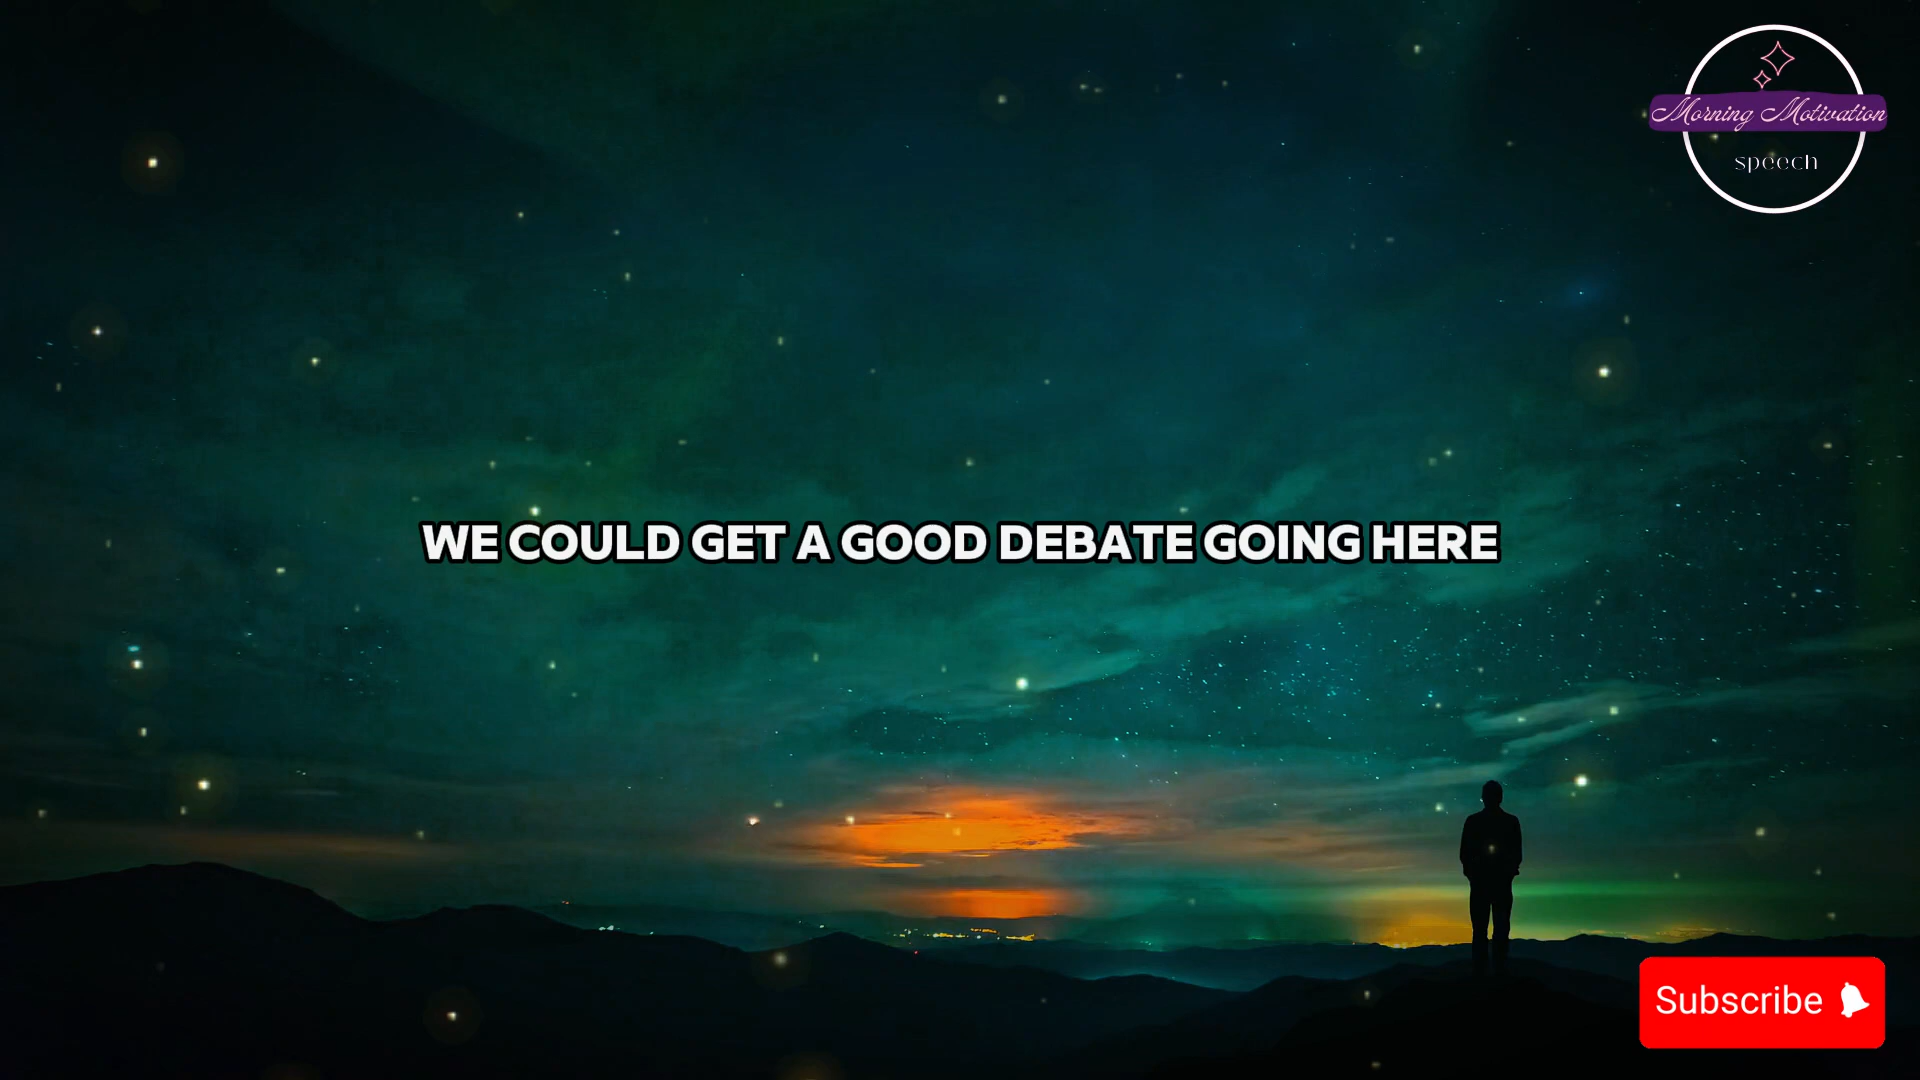 Morning Motivation
speech
WE COULD GET A GOOD DEBATE GOING HERE
Subscribe